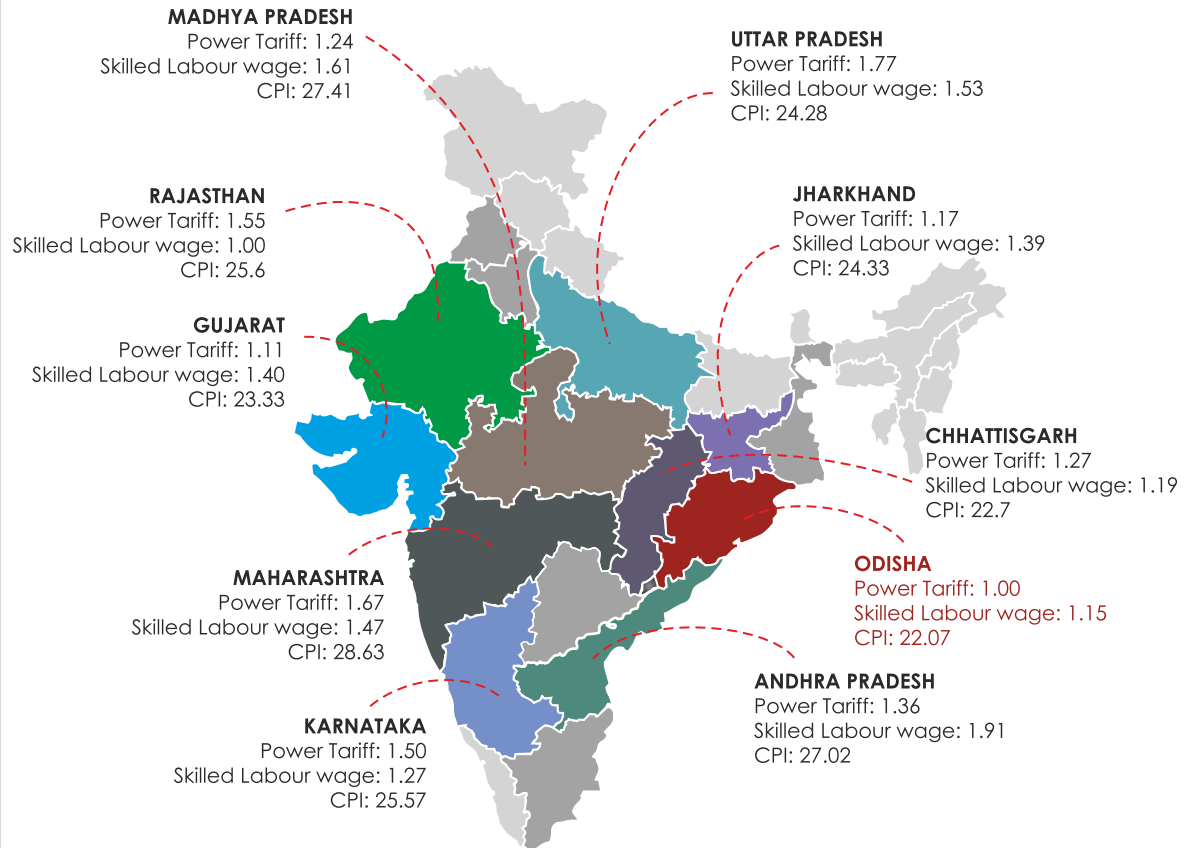 MADHYA PRADESH
Power Tariff: 1.24
Skilled Labour wage: 1.61
CPI: 27.41
UTTAR PRADESH
Power Tariff: 1.77
Skilled Labour wage: 1.53
CPI: 24.28
RAJASTHAN
Power Tariff: 1.55
Skilled Labour wage: 1.00
CPI: 25.6
JHARKHAND
Power Tariff: 1.17
Skilled Labour wage: 1.39
CPI: 24.33
GUJARAT
Power Tariff: 1.11
Skilled Labour wage: 1.40
CPI: 23.33
CHHATTISGARH
Power Tariff: 1.27
Skilled Labour wage: 1.19
CPI: 22.7
ODISHA
Power Tariff: 1.00
Skilled Labour wage: 1.15
CPI: 22.07
MAHARASHTRA
Power Tariff: 1.67
Skilled Labour wage: 1.47
CPI: 28.63
ANDHRA PRADESH
Power Tariff: 1.36
Skilled Labour wage: 1.91
CPI: 27.02
KARNATAKA
Power Tariff: 1.50
Skilled Labour wage: 1.27
CPI: 25.57